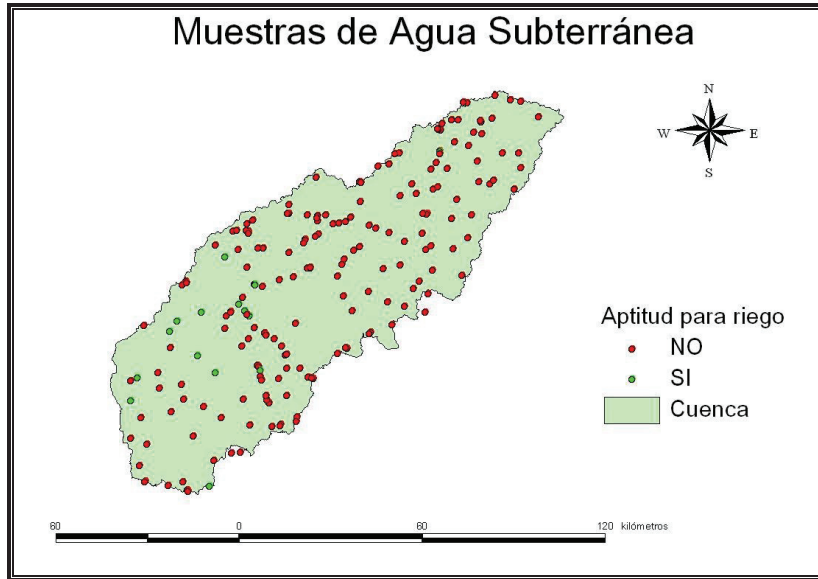 Muestras de Agua Subterránea
N
W
E
S
Aptitud para riego
NO
SI
Cuenca
60 0 60 120 kilómetros